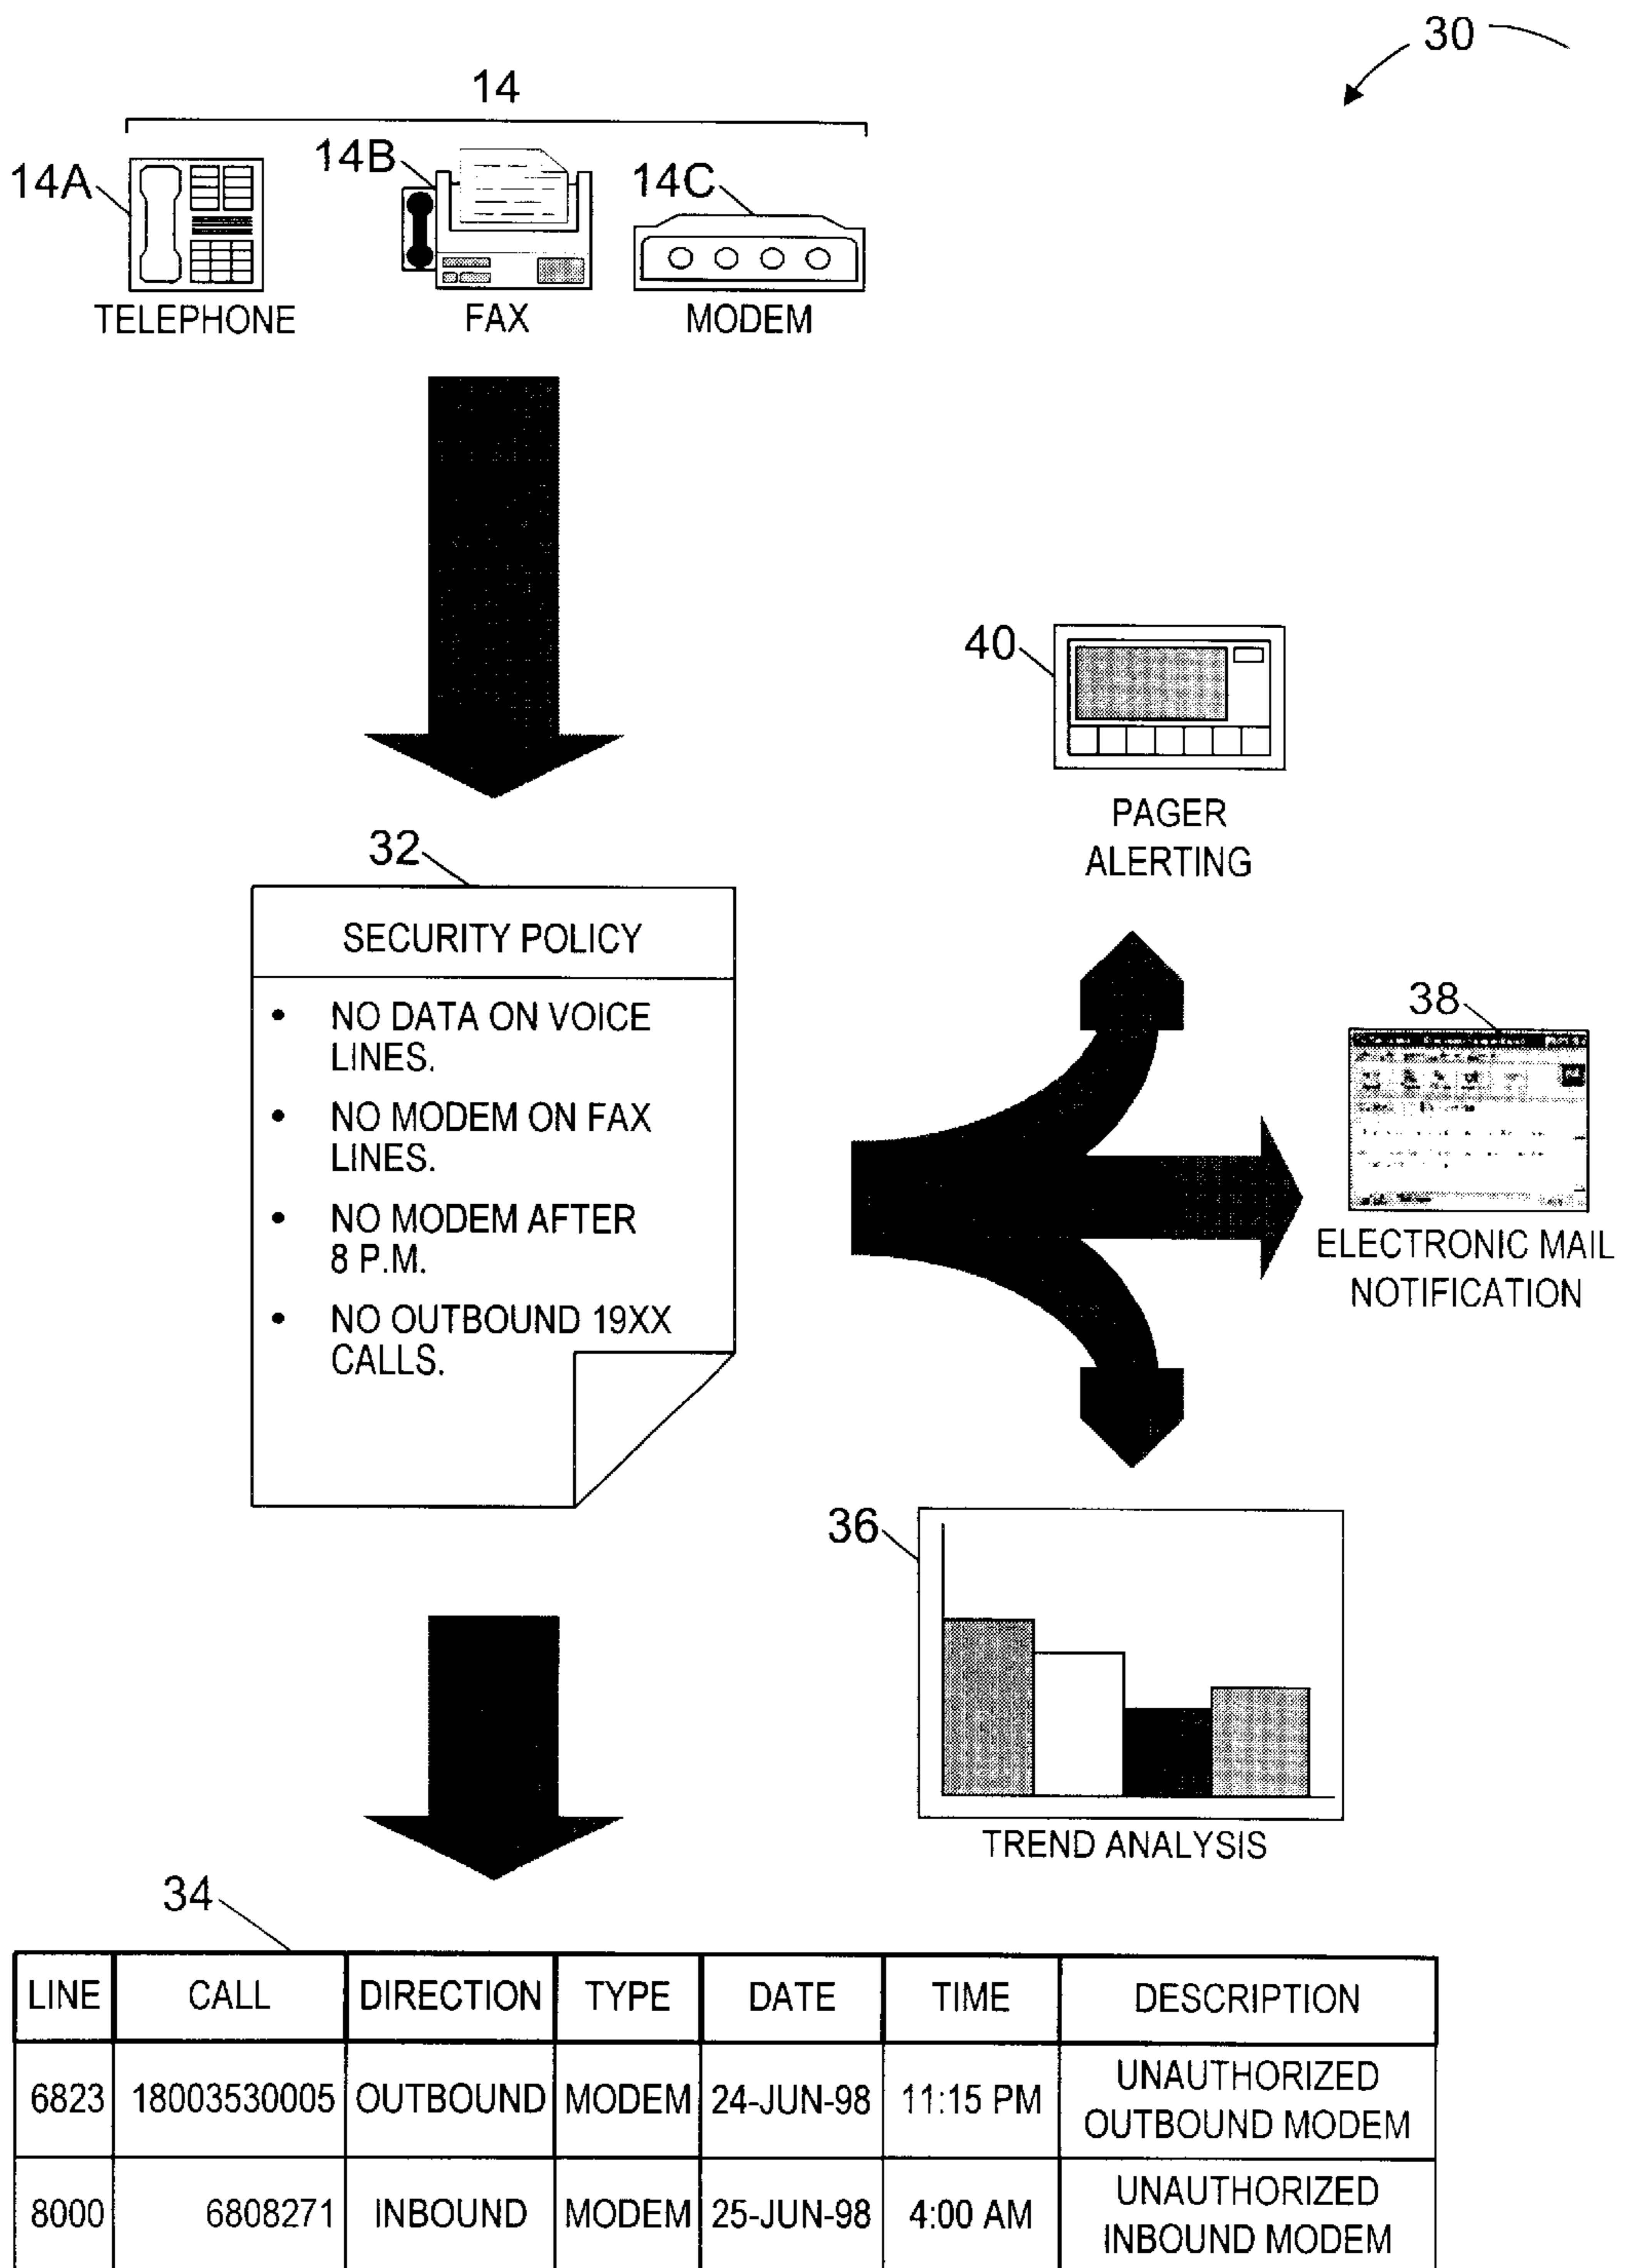 30
14
14A
14B
14C
TELEPHONE
FAX
MODEM
40
PAGER
ALERTING
32
SECURITY POLICY
• NO DATA ON VOICE
LINES.
• NO MODEM ON FAX
LINES.
• NO MODEM AFTER
8 P.M.
• NO OUTBOUND 19XX
CALLS.
38
ELECTRONIC MAIL
NOTIFICATION
36
TREND ANALYSIS
34
LINE CALL DIRECTION TYPE DATE TIME DESCRIPTION
6823 18003530005 OUTBOUND MODEM 24-JUN-98 11:15 PM UNAUTHORIZED
OUTBOUND MODEM
8000 6808271 INBOUND MODEM 25-JUN-98 4:00 AM UNAUTHORIZED
INBOUND MODEM